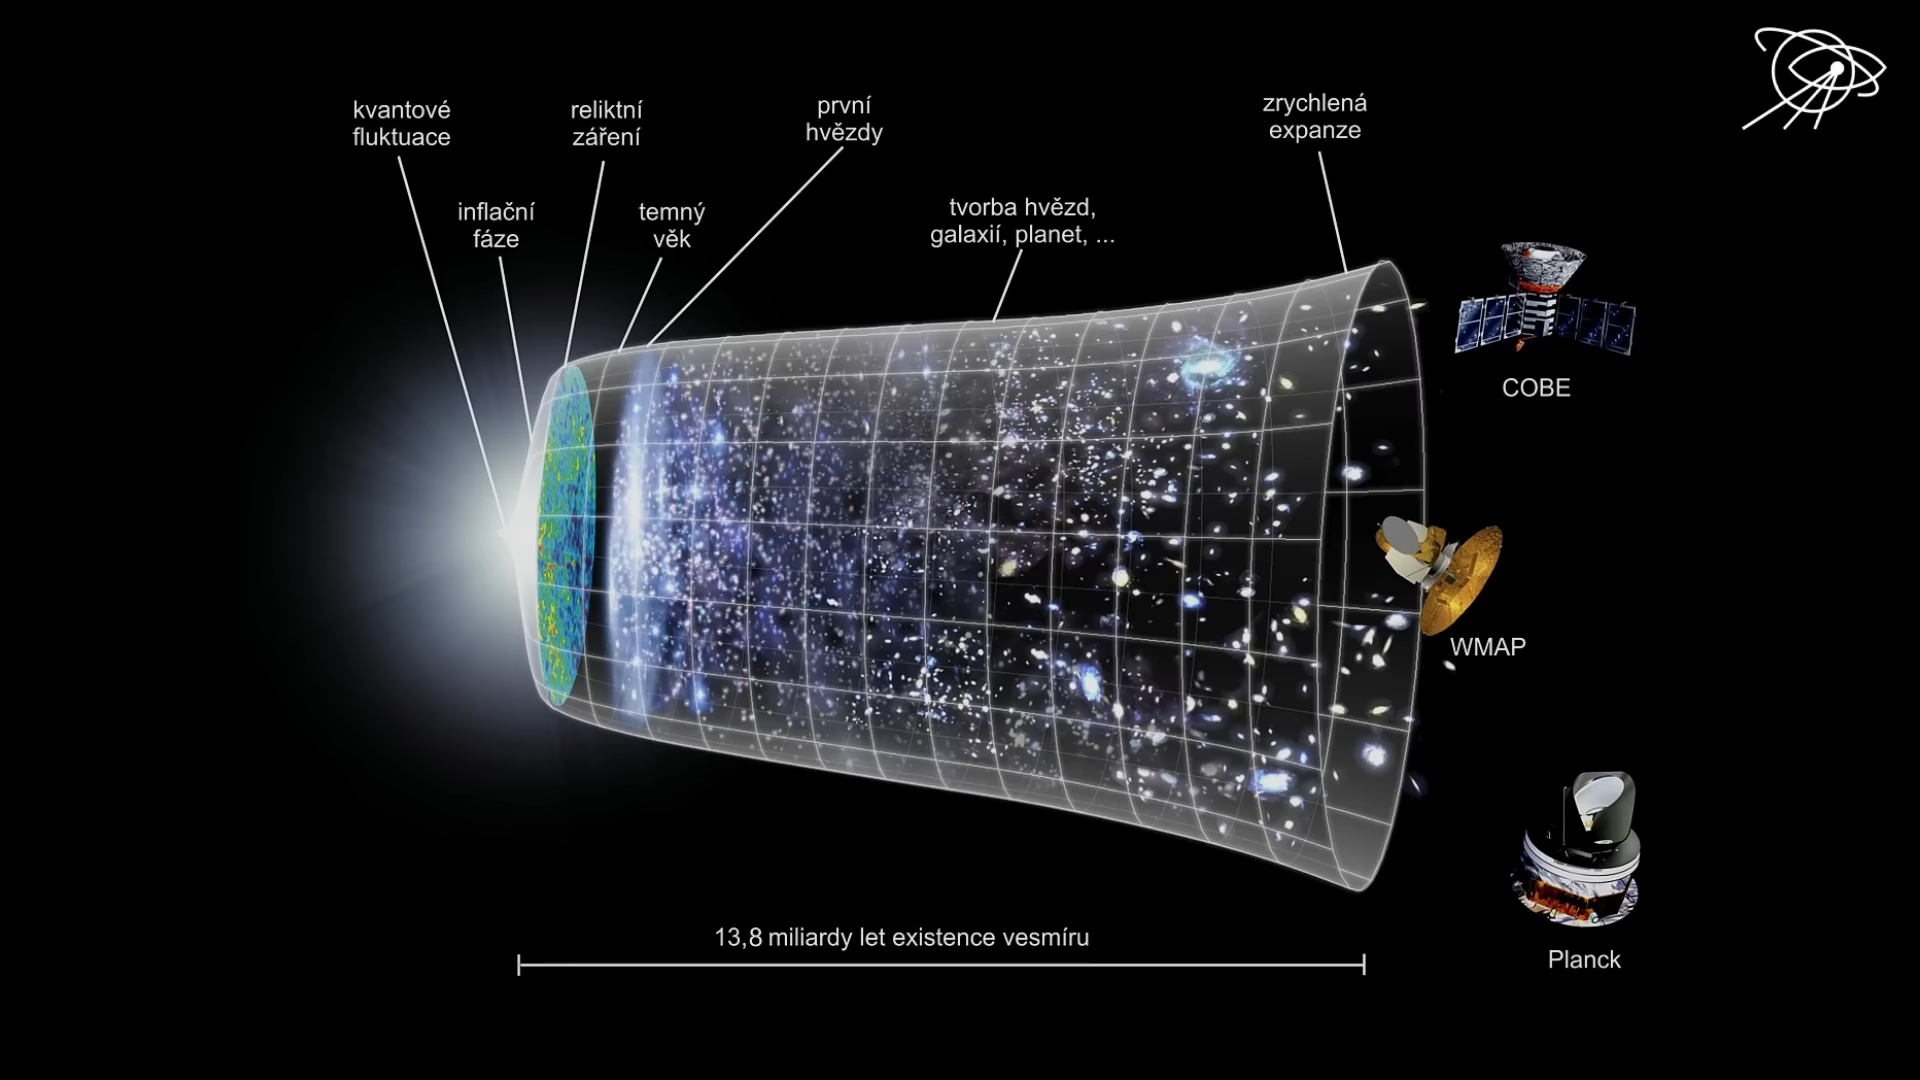 kvantové
fluktuace
inflační
fáze
reliktní
záření
temný
věk
první
hvězdy
tvorba hvězd,
galaxií, planet, ...
zrychlená
expanze
COBE
WMAP
Planck
13,8 miliardy let existence vesmíru